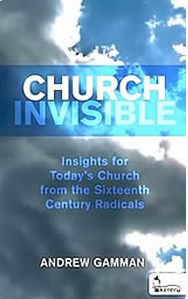 CHURCH
INVISIBLE
Insights for
Today's Church
from the Sixteenth
Century Radicals
ANDREW GAMMAN